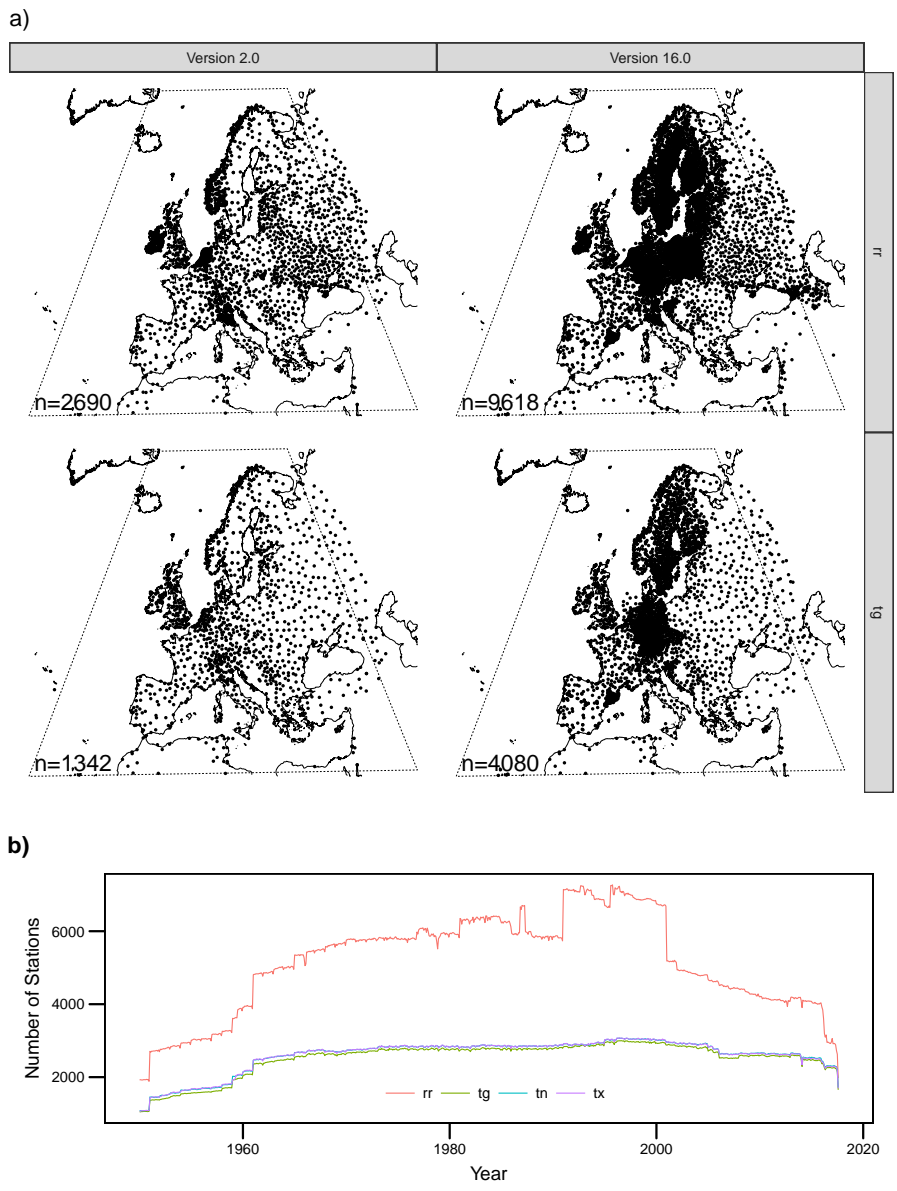 a)
Version 2.0 Version 16.0
rr
n=2690 n=9618
tg
n=1342 n=4080
b)
Number of Stations
6000
4000
2000
rr tg tn tx
1960 1980 2000 2020
Year